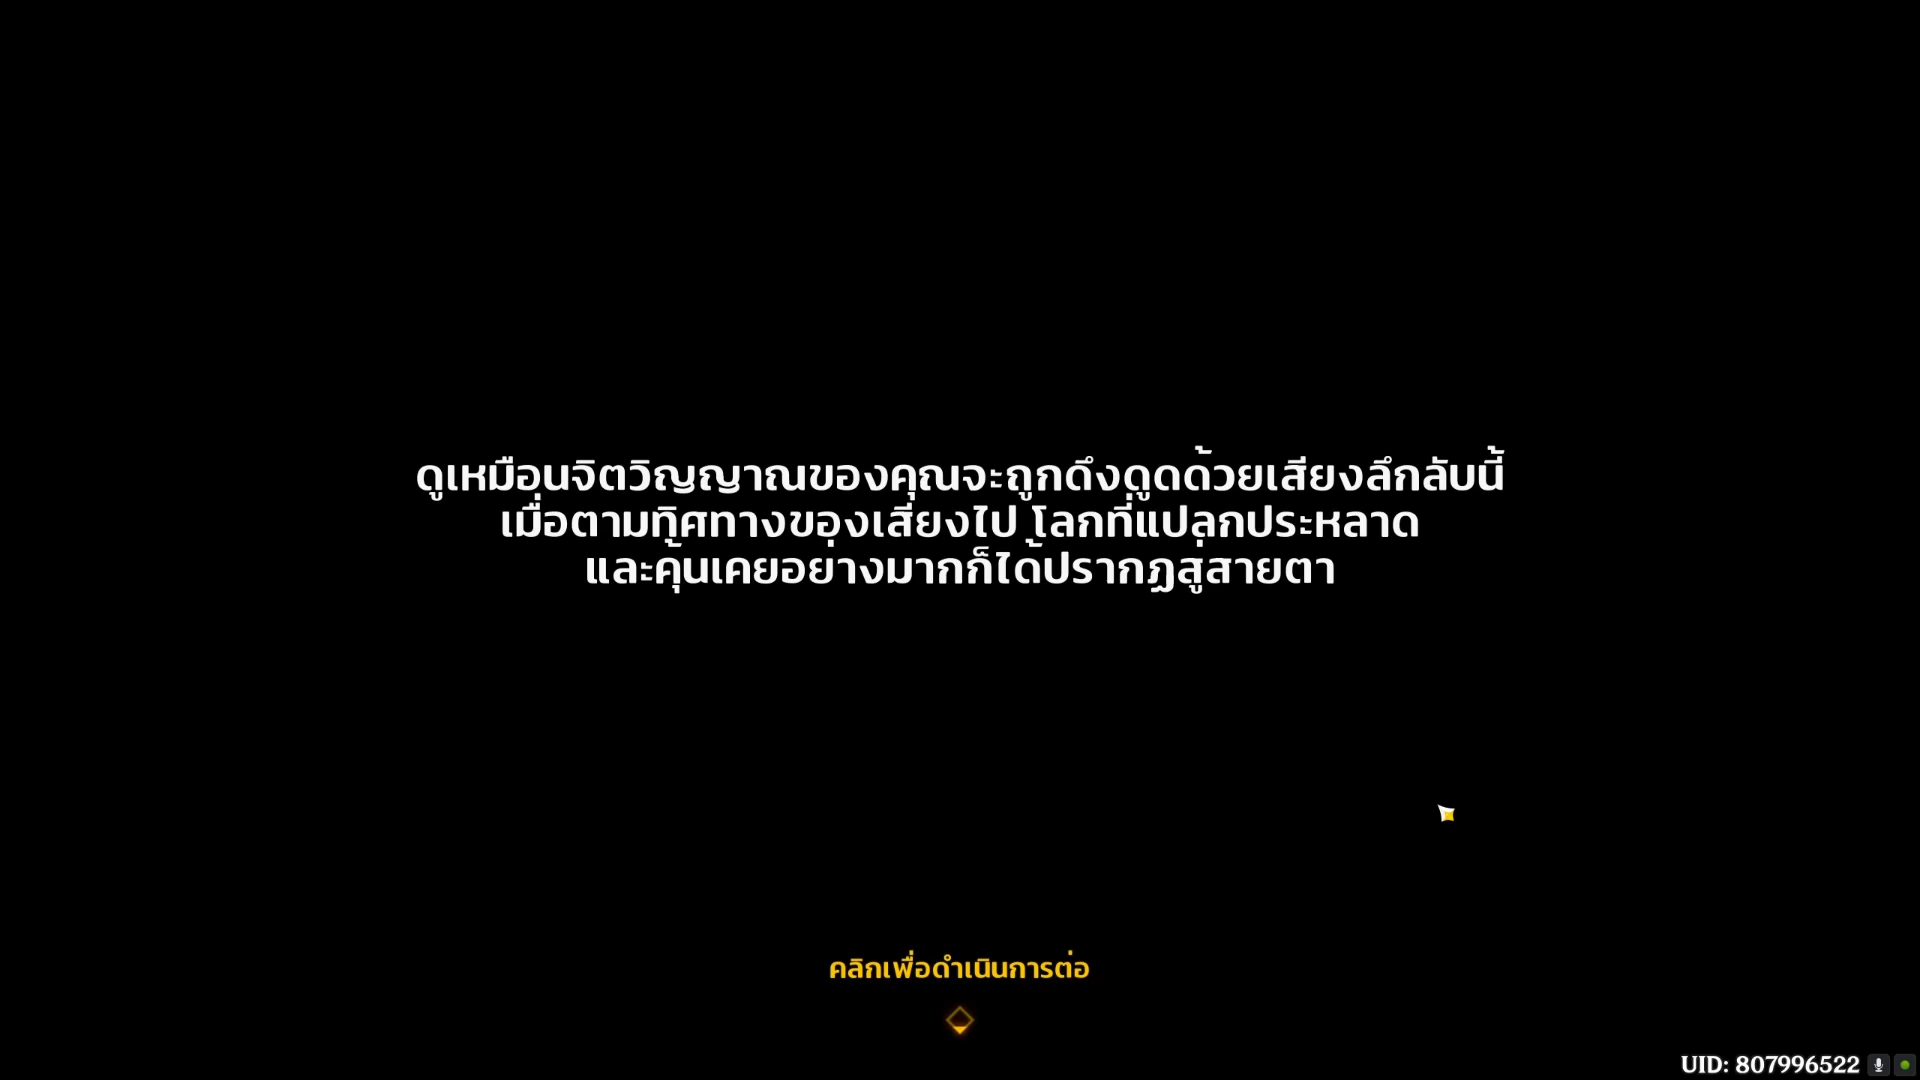 ดูเหมือนจิตวิญญาณของคุณจะถูกดึงดูดด้วยเสียงลึกลับนี้
เมื่อตามทิศทางของเสียงไป โลกที่แปลกประหลาด
และคุ้นเคยอย่างมากก็ได้ปรากฏสู่สายตา
คลิกเพื่อดำเนินการต่อ
UID: 807996522